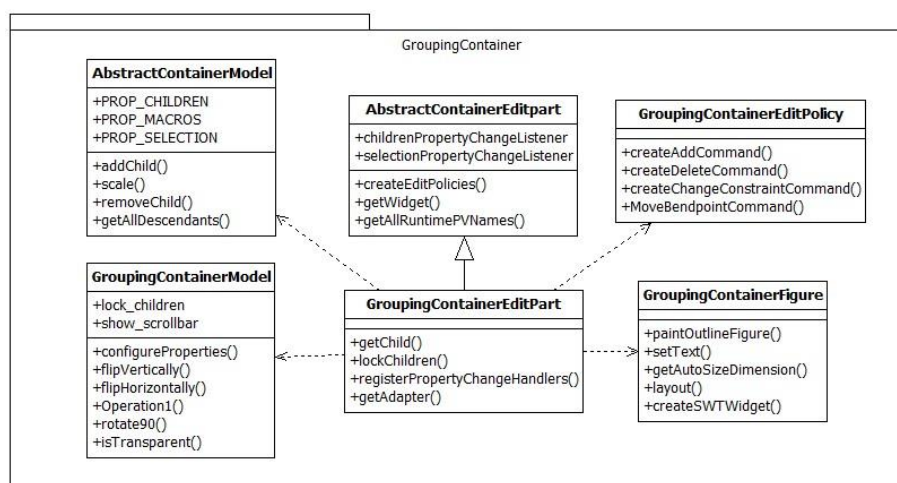 GroupingContainer
AbstractContainerModel
+PROP_CHILDREN
+PROP_MACROS
+PROP_SELECTION
+addChild()
+scale()
+removeChild()
+getAllDescendants()
AbstractContainerEditpart
+childrenPropertyChangeListener
+selectionPropertyChangeListener
+createEditPolicies()
+getWidget()
+getAllRuntimePVNames()
GroupingContainerEditPolicy
+createAddCommand()
+createDeleteCommand()
+createChangeConstraintCommand()
+MoveBendpointCommand()
GroupingContainerModel
+lock_children
+show_scrollbar
+configureProperties()
+flipVertically()
+flipHorizontally()
+Operation1()
+rotate90()
+isTransparent()
GroupingContainerEditPart
+getChild()
+lockChildren()
+registerPropertyChangeHandlers()
+getAdapter()
GroupingContainerFigure
+paintOutlineFigure()
+setText()
+getAutoSizeDimension()
+layout()
+createSWTWidget()